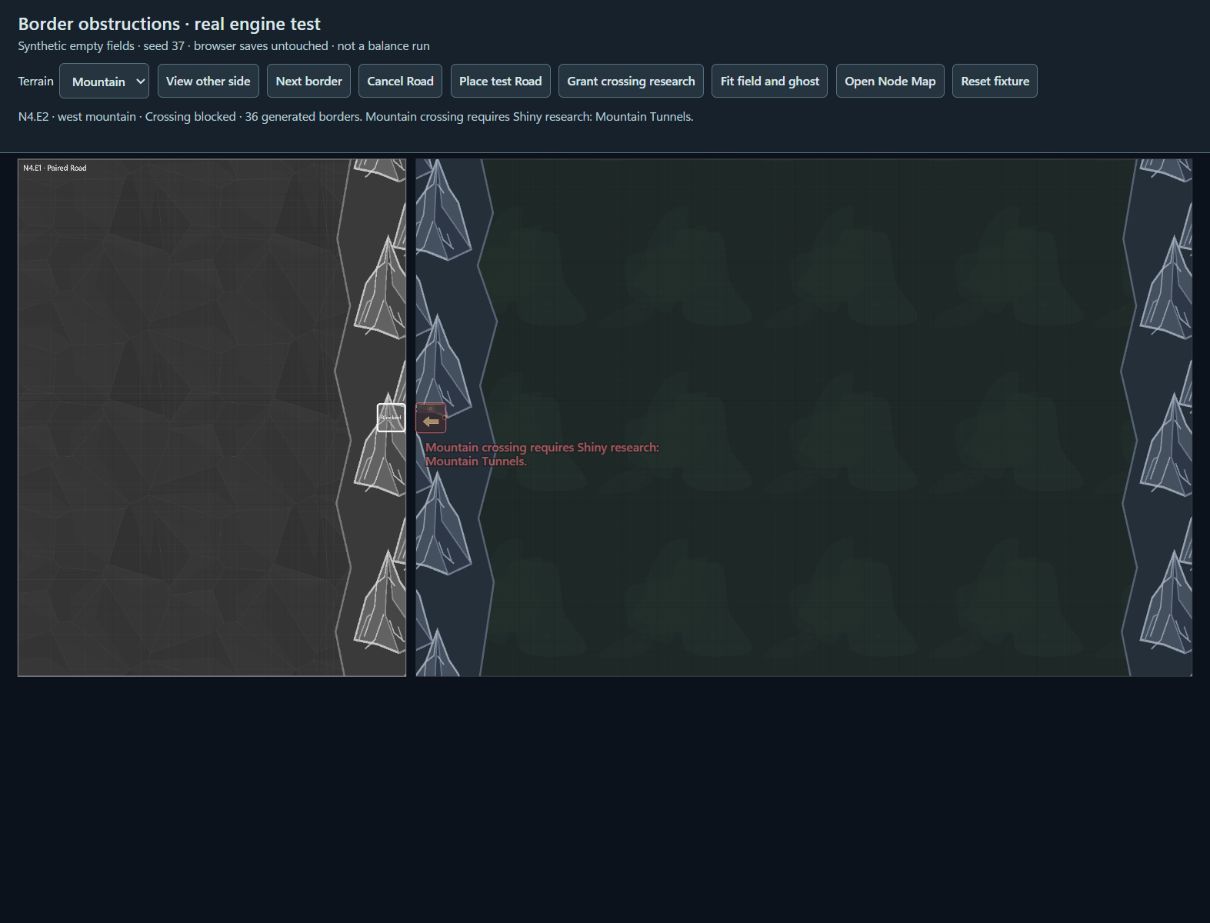 Border obstructions · real engine test
Synthetic empty fields · seed 37 · browser saves untouched · not a balance run
Terrain Mountain View other side Next border Cancel Road Place test Road Grant crossing research Fit field and ghost Open Node Map Reset fixture
N4.E2 · west mountain · Crossing blocked · 36 generated borders. Mountain crossing requires Shiny research: Mountain Tunnels.
N4.E1 · Paired Road
Mountain crossing requires Shiny research:
Mountain Tunnels.